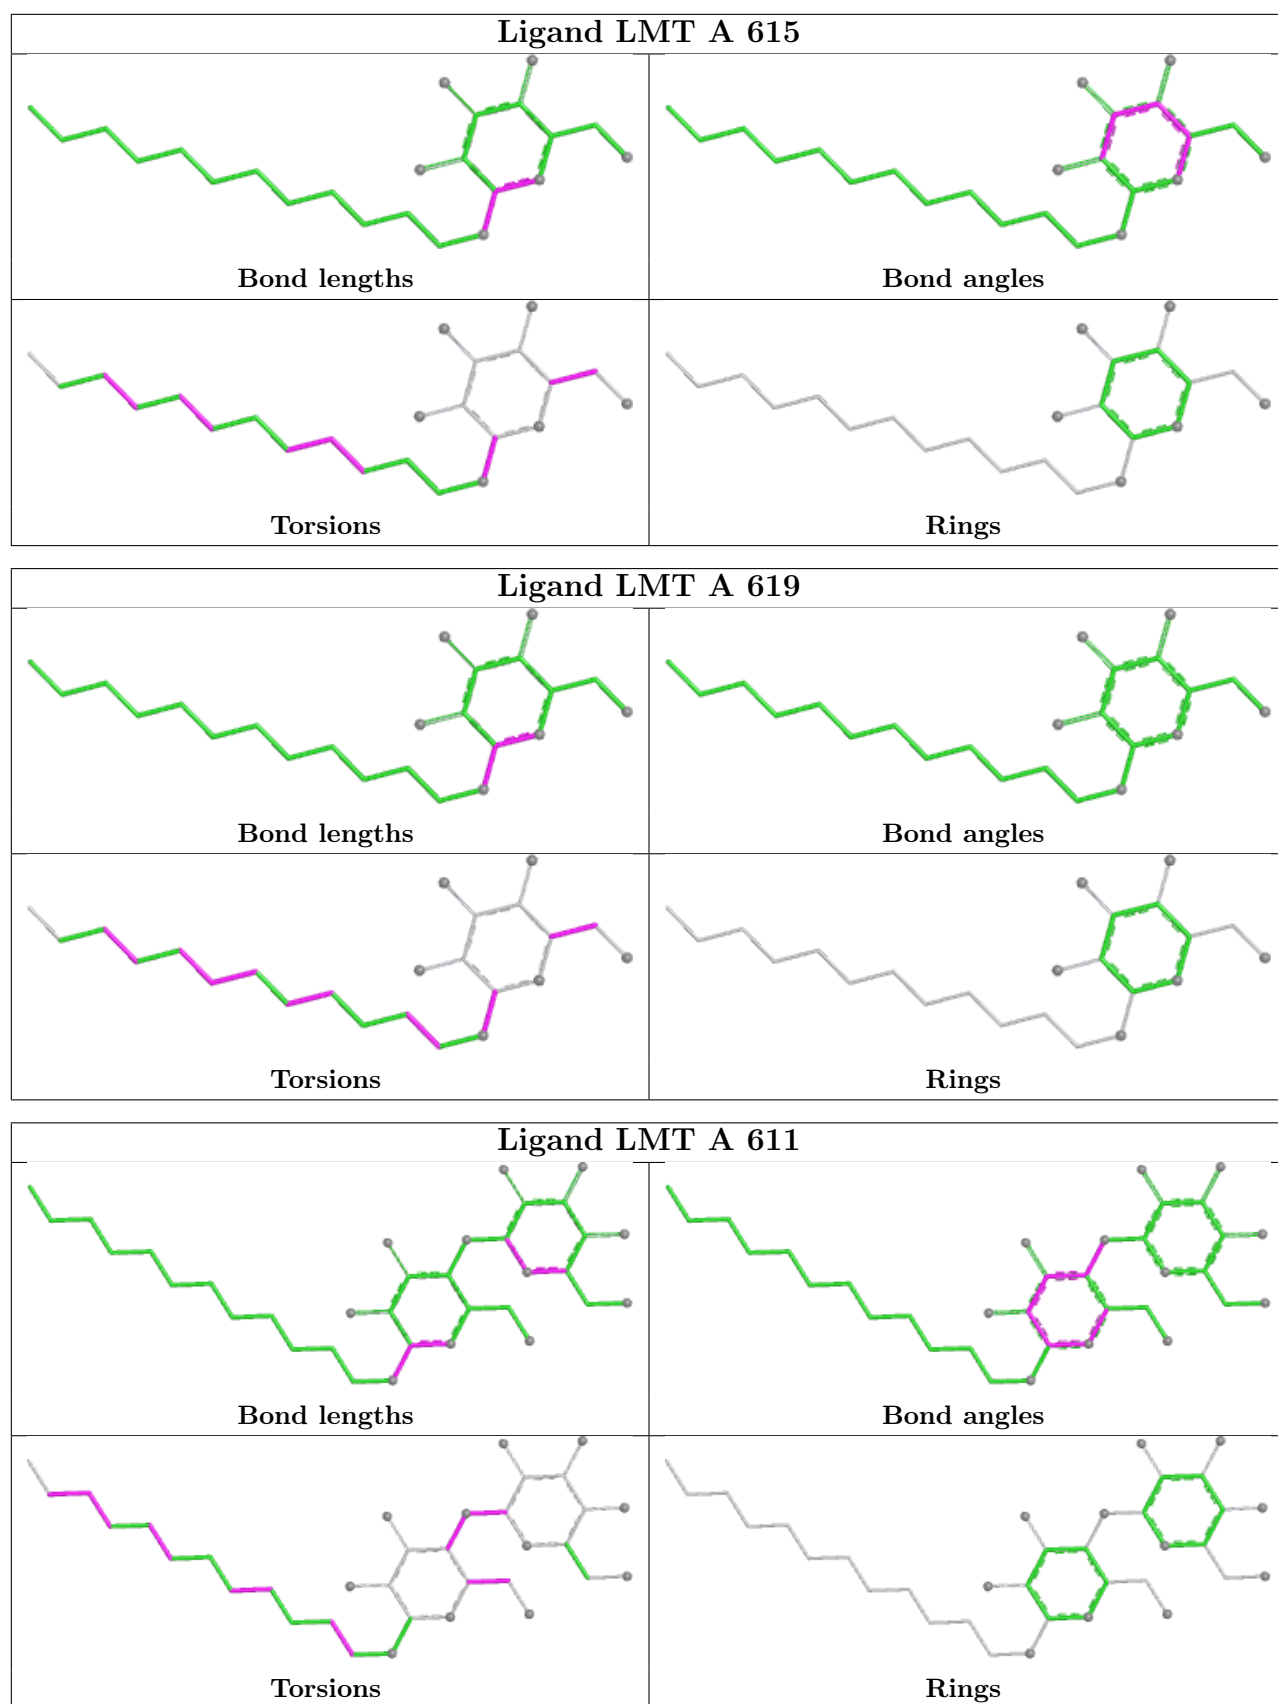 Ligand LMT A 615
Bond lengths
Bond angles
Torsions
Rings
Ligand LMT A 619
Bond lengths
Bond angles
Torsions
Rings
Ligand LMT A 611
Bond lengths
Bond angles
Torsions
Rings